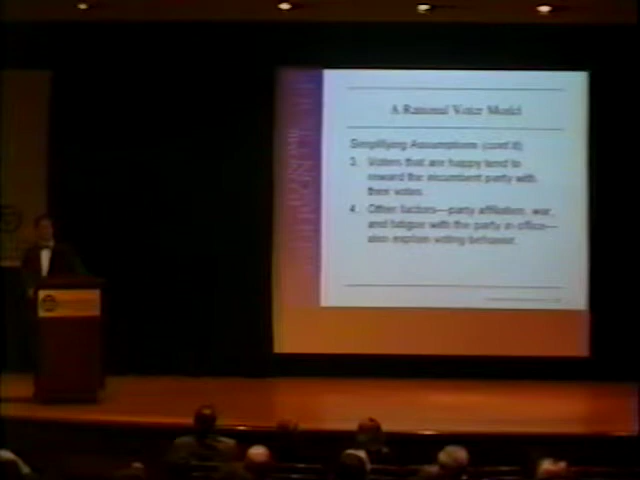 A Rational Voter Model
Simplifying Assumptions (cont'd)
3. Voters that are happy tend to
reward the incumbent party with
their votes.
4. Other factors—party affiliation, war,
and fatigue with the party in office—
also explain voting behavior.